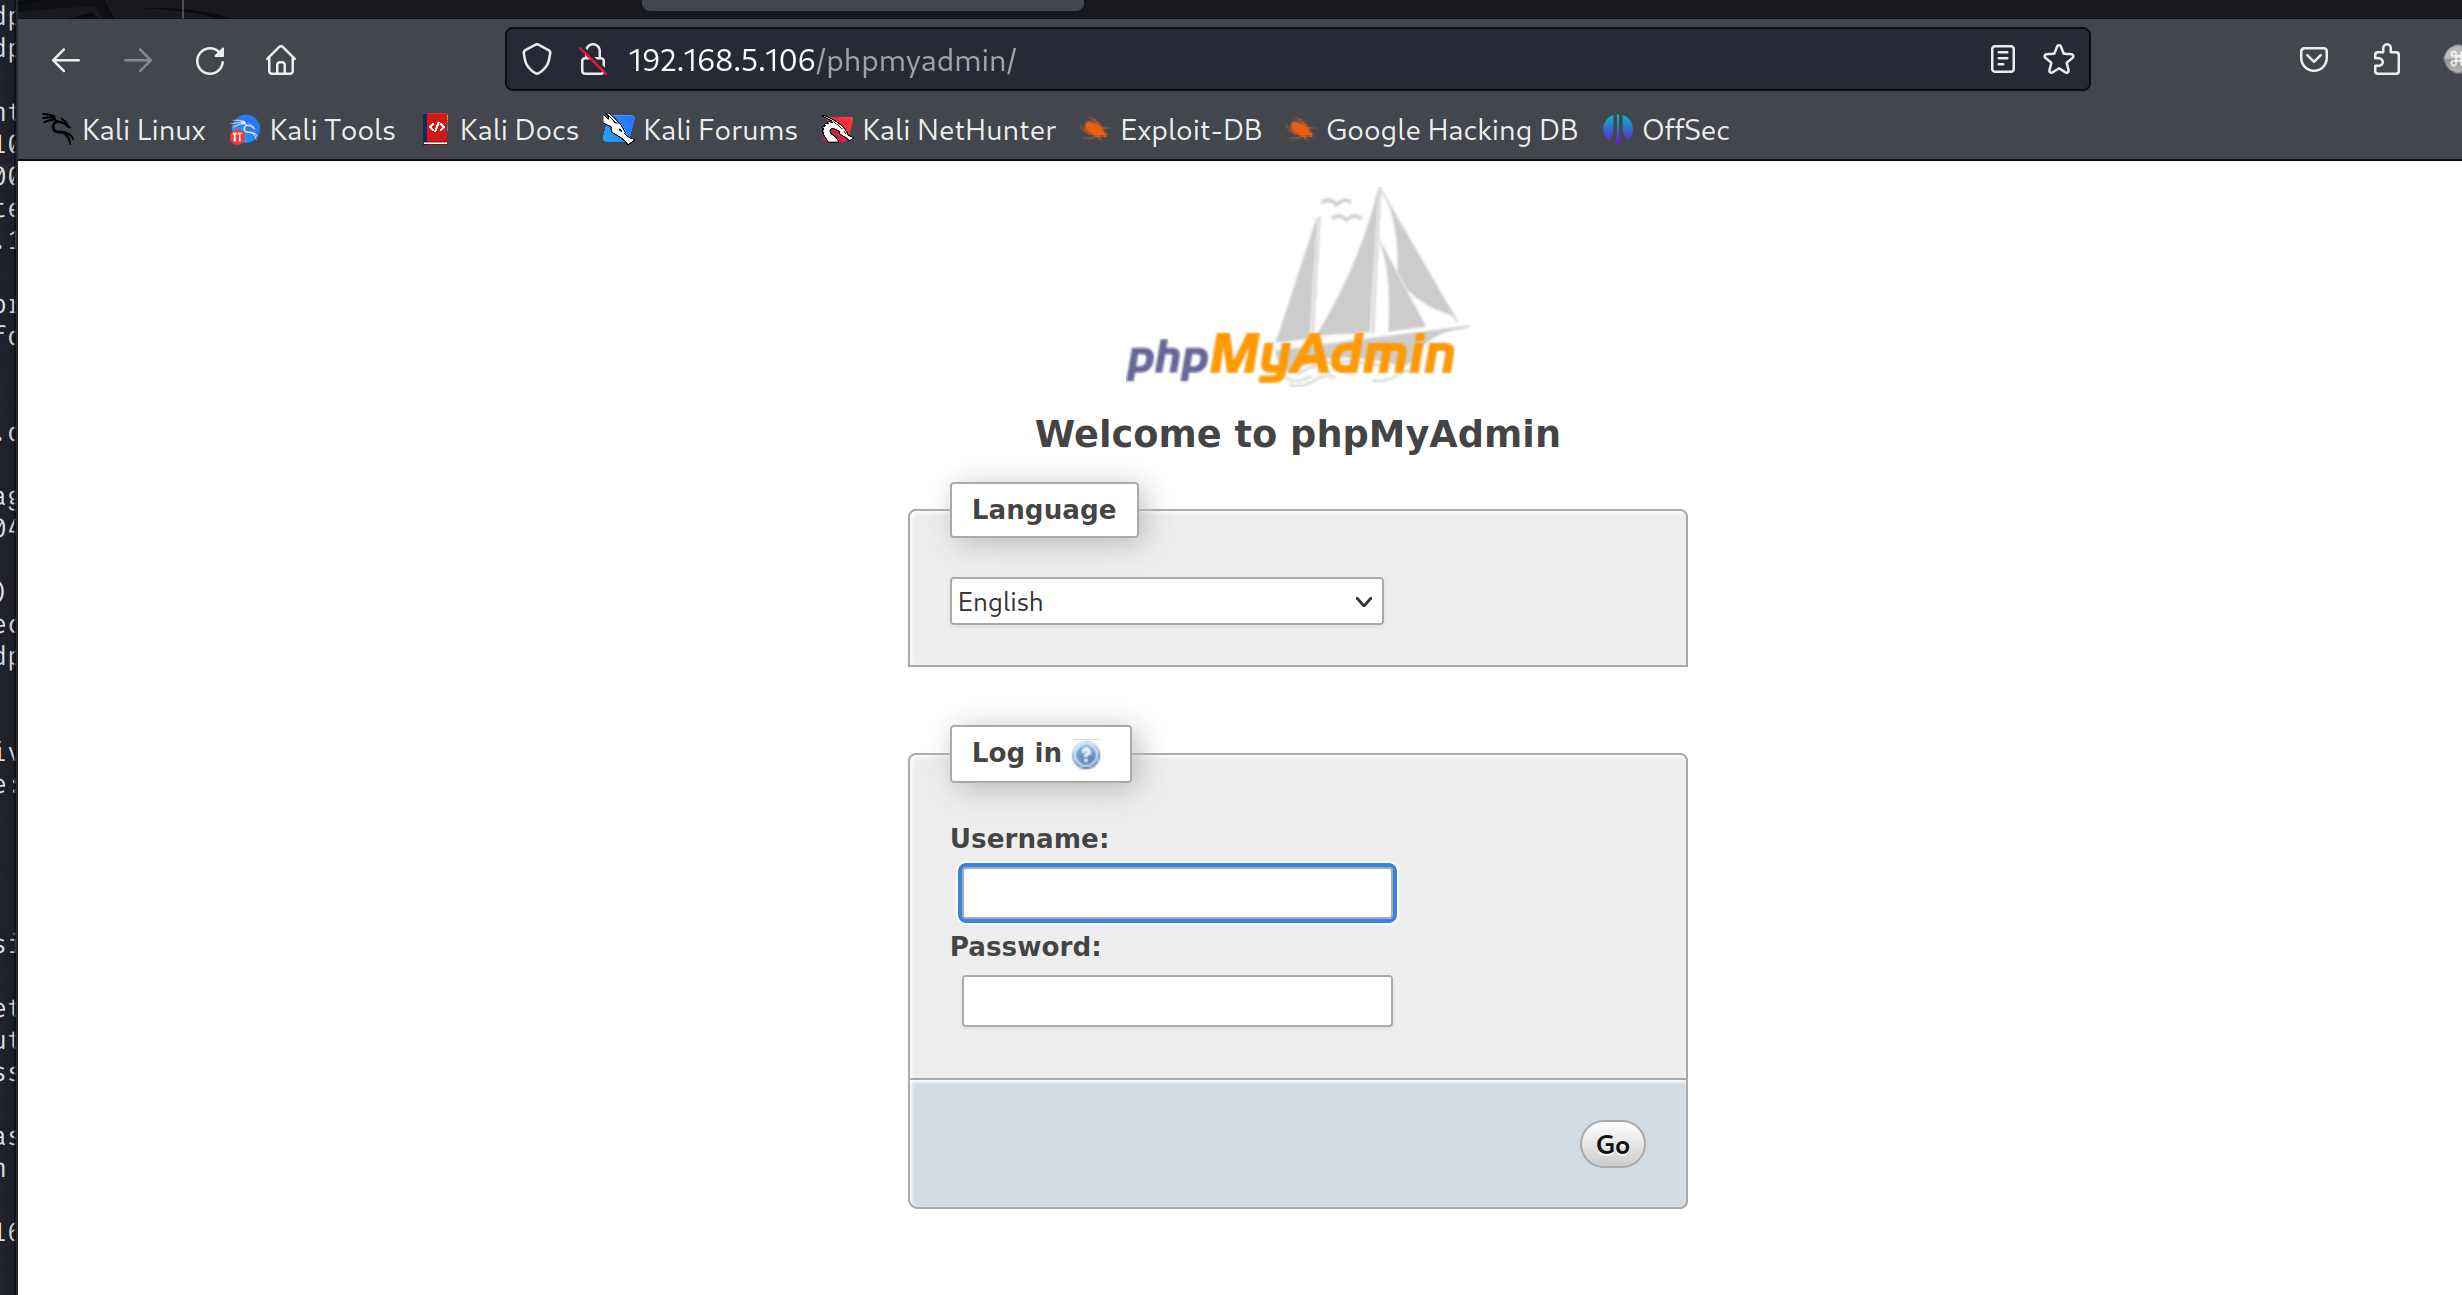 192.168.5.106/phpmyadmin/
Kali Linux Kali Tools Kali Docs Kali Forums Kali NetHunter Exploit-DB Google Hacking DB OffSec
phpMyAdmin
Welcome to phpMyAdmin
Language
English
Log in
Username:
Password:
Go